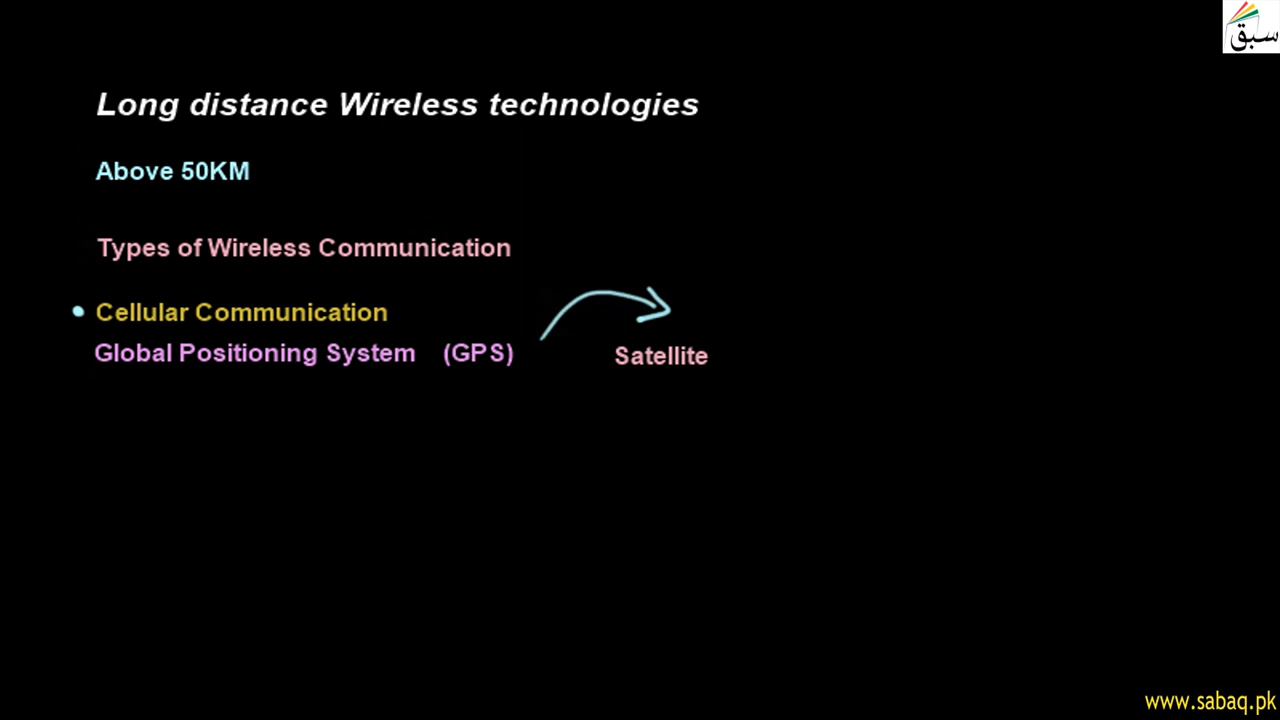 سبق
Long distance Wireless technologies
Above 50KM
Types of Wireless Communication
Cellular Communication
Global Positioning System (GPS)
Satellite
www.sabaq.pk